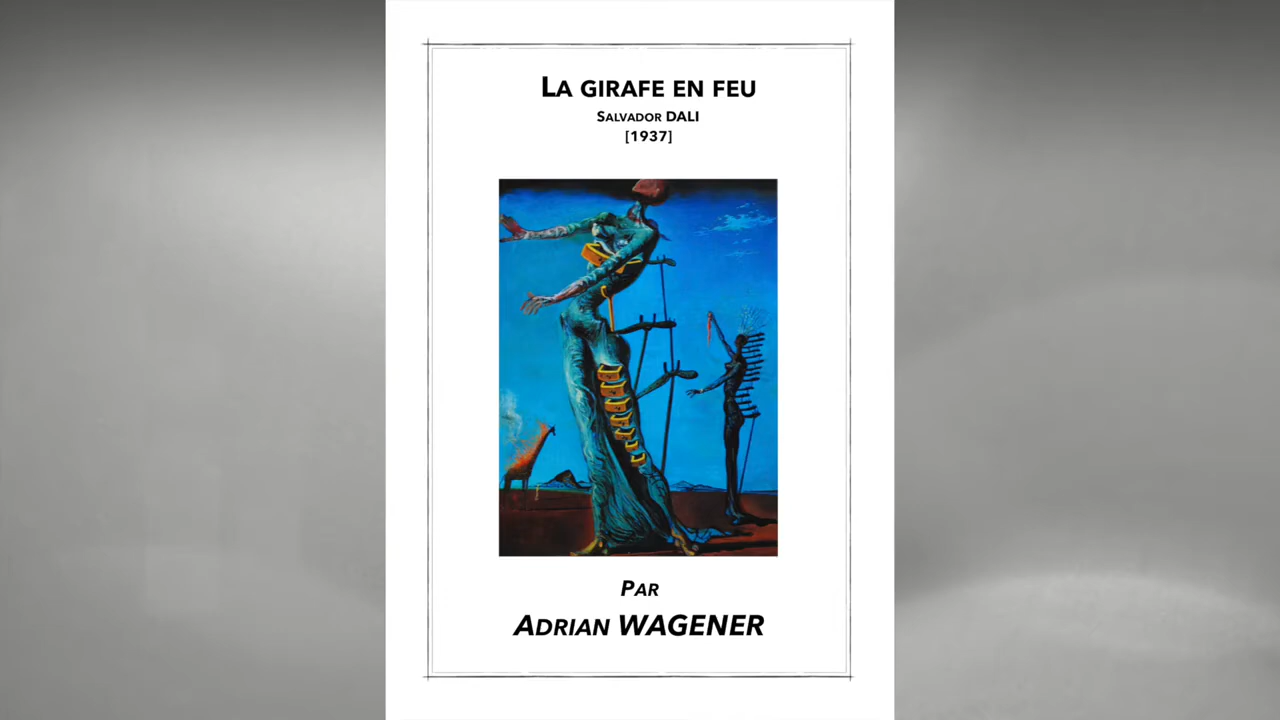 LA GIRAFE EN FEU
SALVADOR DALI
[1937]
PAR
ADRIAN WAGENER